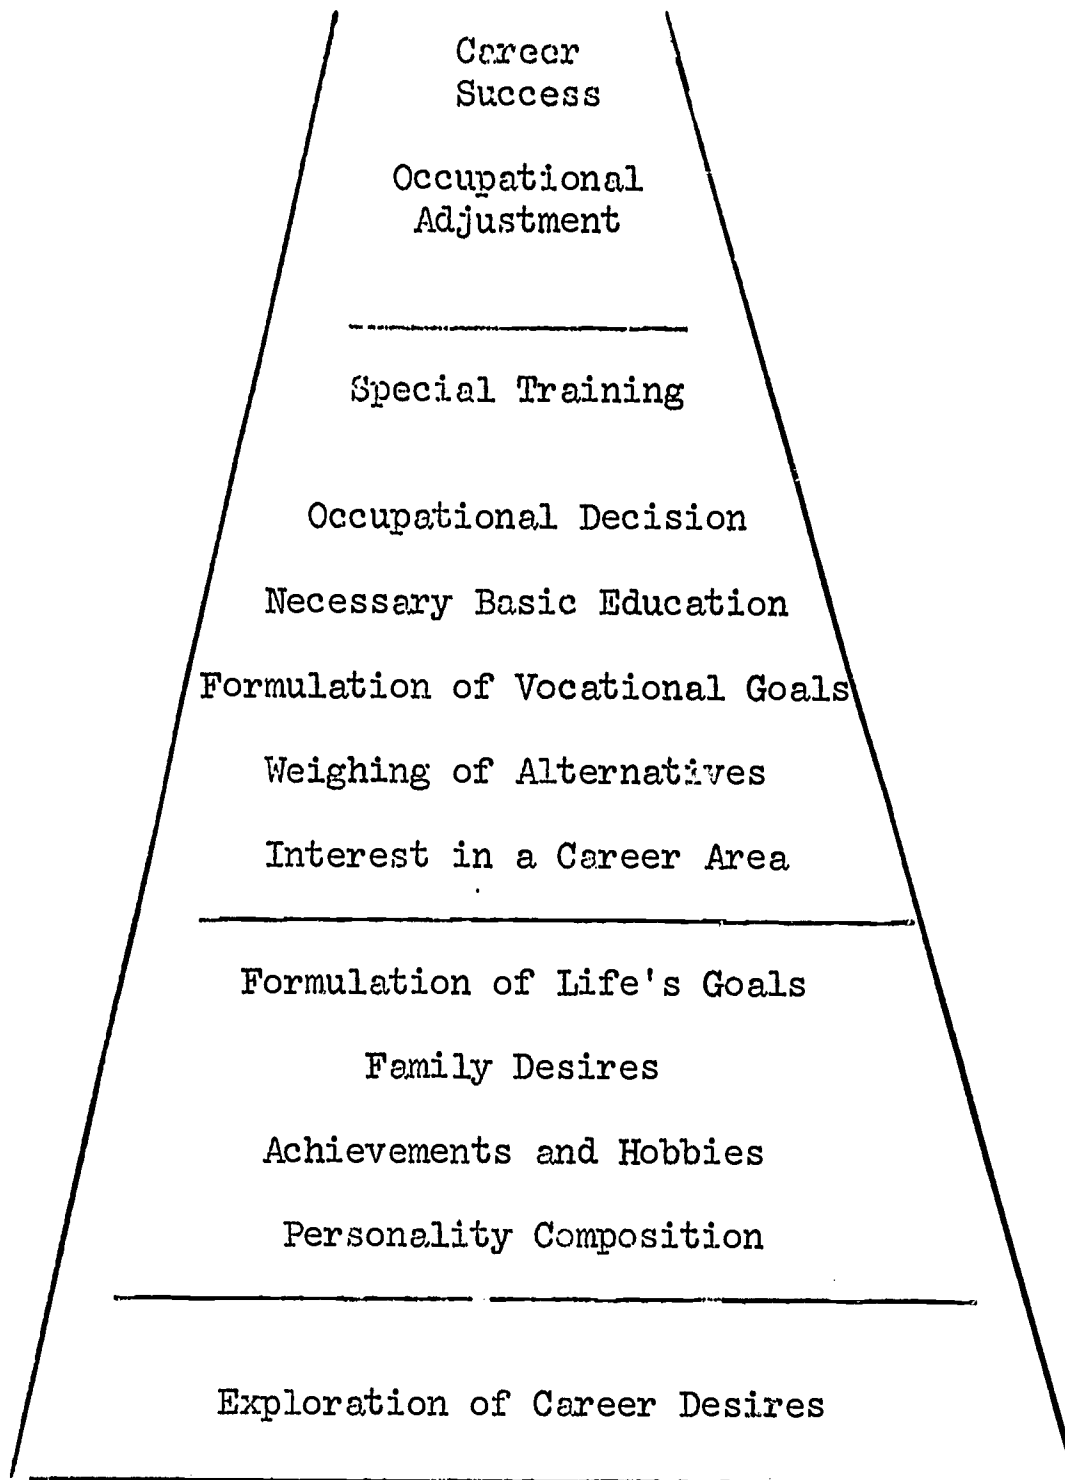 Career
Success
Occupational
Adjustment
Special Training
Occupational Decision
Necessary Basic Education
Formulation of Vocational Goals
Weighing of Alternatives
Interest in a Career Area
Formulation of Life's Goals
Family Desires
Achievements and Hobbies
Personality Composition
Exploration of Career Desires